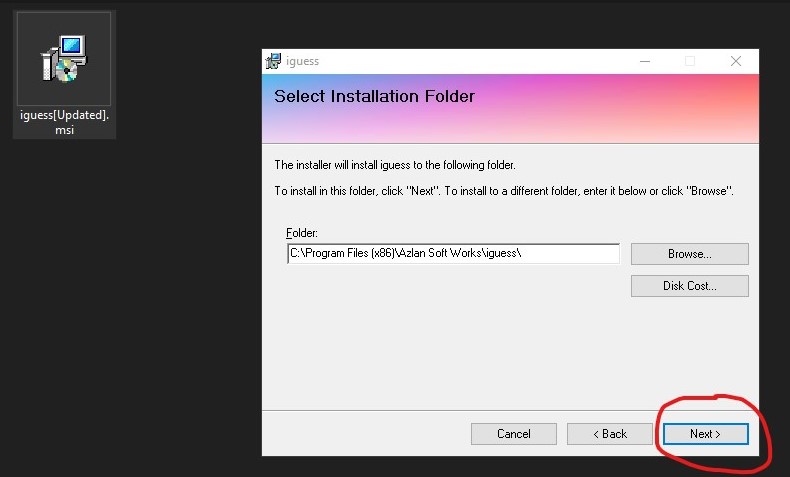 iguess[Updated].
msi
iguess
Select Installation Folder
The installer will install iguess to the following folder.
To install in this folder, click "Next". To install to a different folder, enter it below or click "Browse".
Folder:
C:\Program Files (x86)\Azlan Soft Works\iguess\
Browse...
Disk Cost...
Cancel
< Back
Next >